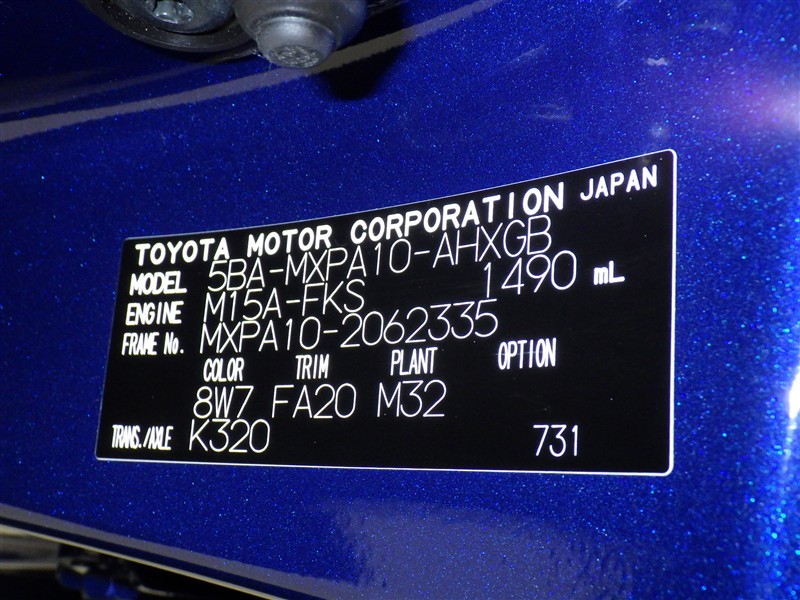 TOYOTA MOTOR CORPORATION JAPAN
MODEL 5BA-MXPA10-AHXGB
ENGINE M15A-FKS 1490 mL
FRAME No. MXPA10-2062335
COLOR TRIM PLANT OPTION
8W7 FA20 M32
TRANS./AXLE K320 731